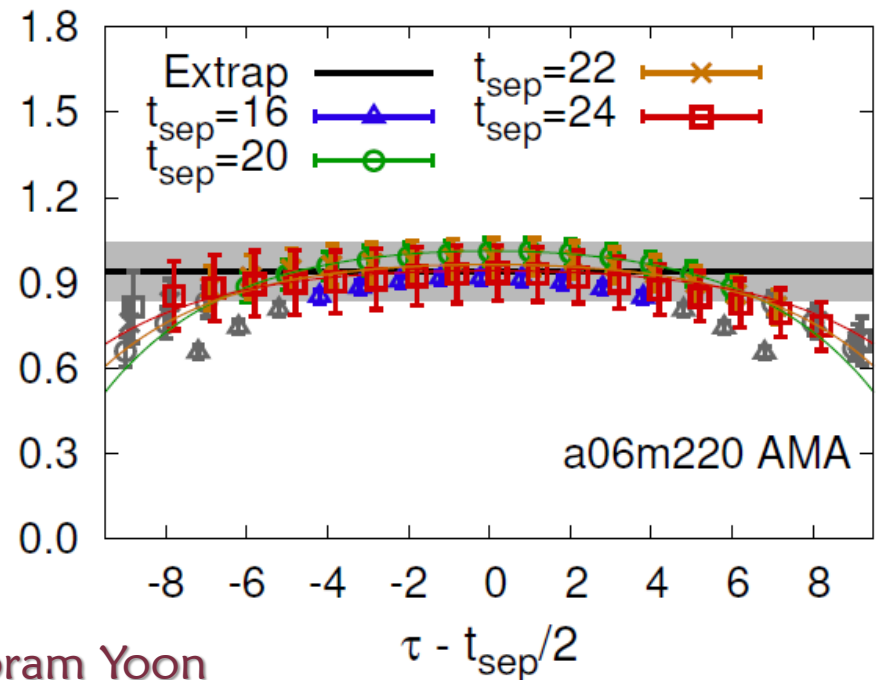 1.8
1.5
1.2
0.9
0.6
0.3
0.0
Extrap
t_sep=16
t_sep=20
t_sep=22
t_sep=24
a06m220 AMA
-8 -6 -4 -2 0 2 4 6 8
τ - t_sep/2
Yoon